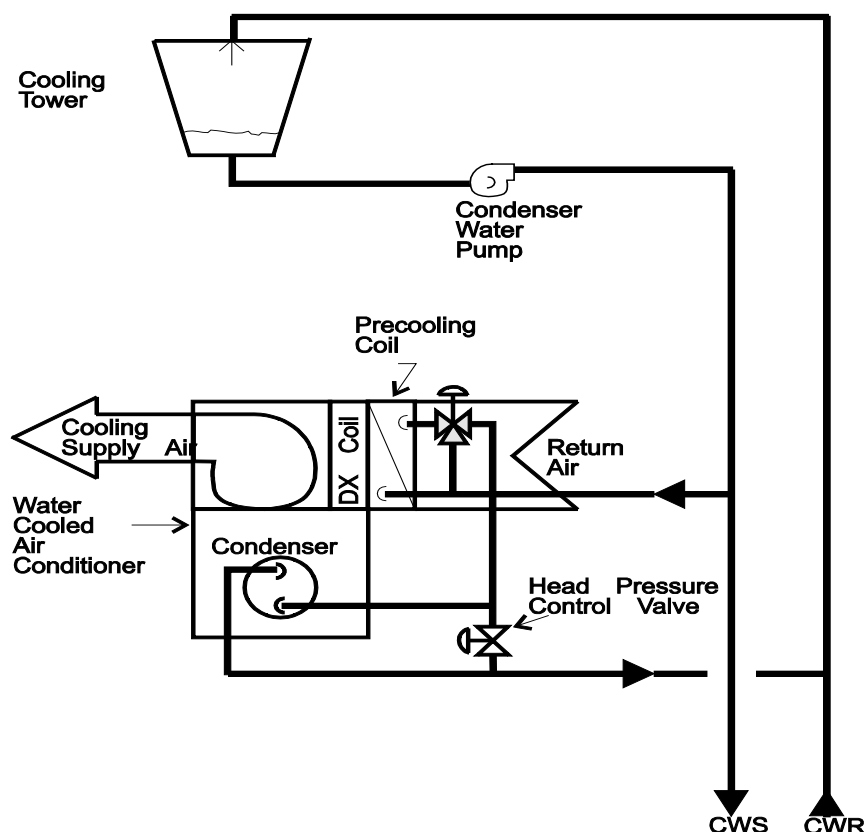 Cooling
Tower
Condenser
Water
Pump
Precooling
Coil
Cooling
Supply Air
DX Coil
Return
Air
Water
Cooled
Air
Conditioner
Condenser
Head Pressure
Control Valve
CWS
CWR